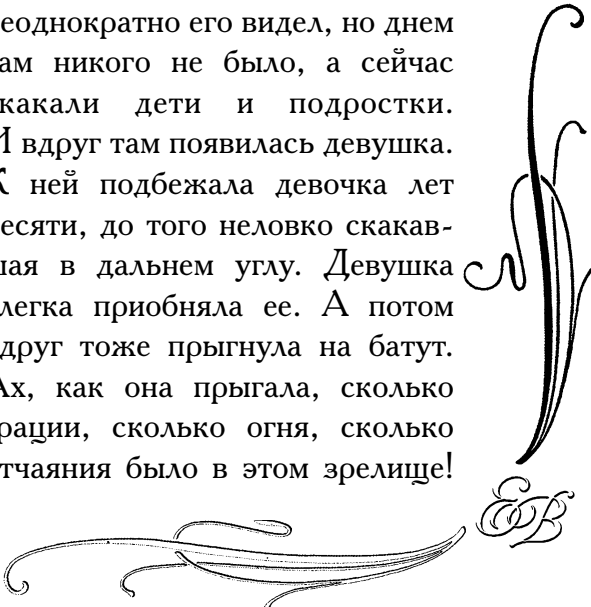 еоднократно его видел, но днем
ам никого не было, а сейчас
какали дети и подростки.
И вдруг там появилась девушка.
К ней подбежала девочка лет
есяти, до того неловко скакав-
шая в дальнем углу. Девушка
легка приобняла ее. А потом
друг тоже прыгнула на батут.
Ах, как она прыгала, сколько
рации, сколько огня, сколько
тчаяния было в этом зрелище!
ЕВ